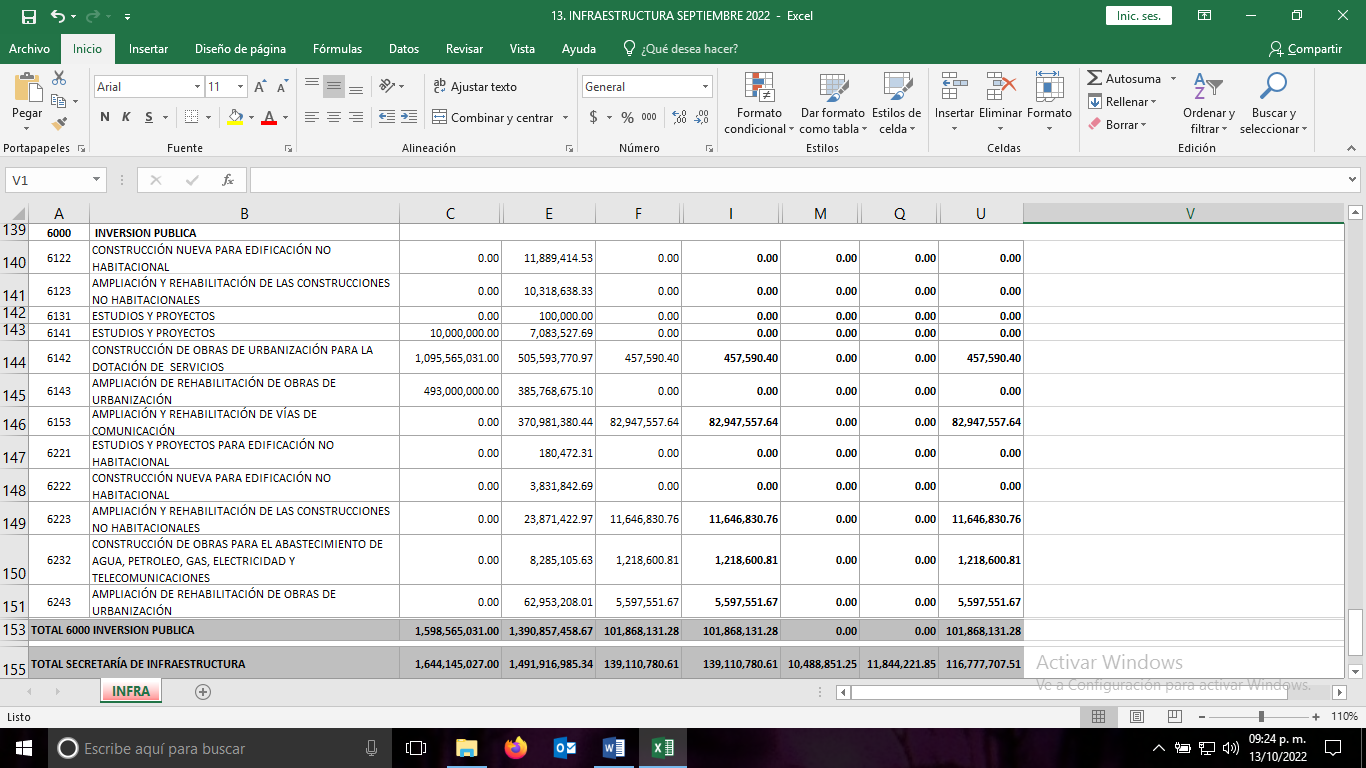 13. INFRAESTRUCTURA SEPTIEMBRE 2022 - Excel
Inic. ses.
Archivo Inicio Insertar Diseño de página Fórmulas Datos Revisar Vista Ayuda ¿Qué desea hacer? Compartir
Pegar
Arial 11
N K S
Ajustar texto
Combinar y centrar
General
$ % 000
Formato condicional
Dar formato como tabla
Estilos de celda
Insertar Eliminar Formato
Autosuma
Rellenar
Borrar
Ordenar y filtrar
Buscar y seleccionar
Portapapeles Fuente Alineación Número Estilos Celdas Edición
V1 fx
A B C E F I M Q U V
139 6000 INVERSION PUBLICA
140 6122 CONSTRUCCIÓN NUEVA PARA EDIFICACIÓN NO 0.00 11,889,414.53 0.00 0.00 0.00 0.00 0.00
HABITACIONAL
141 6123 AMPLIACIÓN Y REHABILITACIÓN DE LAS CONSTRUCCIONES 0.00 10,318,638.33 0.00 0.00 0.00 0.00 0.00
NO HABITACIONALES
142 6131 ESTUDIOS Y PROYECTOS 0.00 100,000.00 0.00 0.00 0.00 0.00 0.00
143 6141 ESTUDIOS Y PROYECTOS 10,000,000.00 7,083,527.69 0.00 0.00 0.00 0.00 0.00
144 6142 CONSTRUCCIÓN DE OBRAS DE URBANIZACIÓN PARA LA 1,095,565,031.00 505,593,770.97 457,590.40 457,590.40 0.00 0.00 457,590.40
DOTACIÓN DE SERVICIOS
145 6143 AMPLIACIÓN DE REHABILITACIÓN DE OBRAS DE 493,000,000.00 385,768,675.10 0.00 0.00 0.00 0.00 0.00
URBANIZACIÓN
146 6153 AMPLIACIÓN Y REHABILITACIÓN DE VÍAS DE 0.00 370,981,380.44 82,947,557.64 82,947,557.64 0.00 0.00 82,947,557.64
COMUNICACIÓN
147 6221 ESTUDIOS Y PROYECTOS PARA EDIFICACIÓN NO 0.00 180,472.31 0.00 0.00 0.00 0.00 0.00
HABITACIONAL
148 6222 CONSTRUCCIÓN NUEVA PARA EDIFICACIÓN NO 0.00 3,831,842.69 0.00 0.00 0.00 0.00 0.00
HABITACIONAL
149 6223 AMPLIACIÓN Y REHABILITACIÓN DE LAS CONSTRUCCIONES 0.00 23,871,422.97 11,646,830.76 11,646,830.76 0.00 0.00 11,646,830.76
NO HABITACIONALES
150 6232 CONSTRUCCIÓN DE OBRAS PARA EL ABASTECIMIENTO DE 0.00 8,285,105.63 1,218,600.81 1,218,600.81 0.00 0.00 1,218,600.81
AGUA, PETROLEO, GAS, ELECTRICIDAD Y
TELECOMUNICACIONES
151 6243 AMPLIACIÓN DE REHABILITACIÓN DE OBRAS DE 0.00 62,953,208.01 5,597,551.67 5,597,551.67 0.00 0.00 5,597,551.67
URBANIZACIÓN
153 TOTAL 6000 INVERSION PUBLICA 1,598,565,031.00 1,390,857,458.67 101,868,131.28 101,868,131.28 0.00 0.00 101,868,131.28
155 TOTAL SECRETARÍA DE INFRAESTRUCTURA 1,644,145,027.00 1,491,916,985.34 139,110,780.61 139,110,780.61 10,488,851.25 11,844,221.85 116,777,707.51
Activar Windows
Ve a Configuración para activar Windows.
INFRA
Listo 110%
Escribe aquí para buscar
09:24 p. m.
13/10/2022